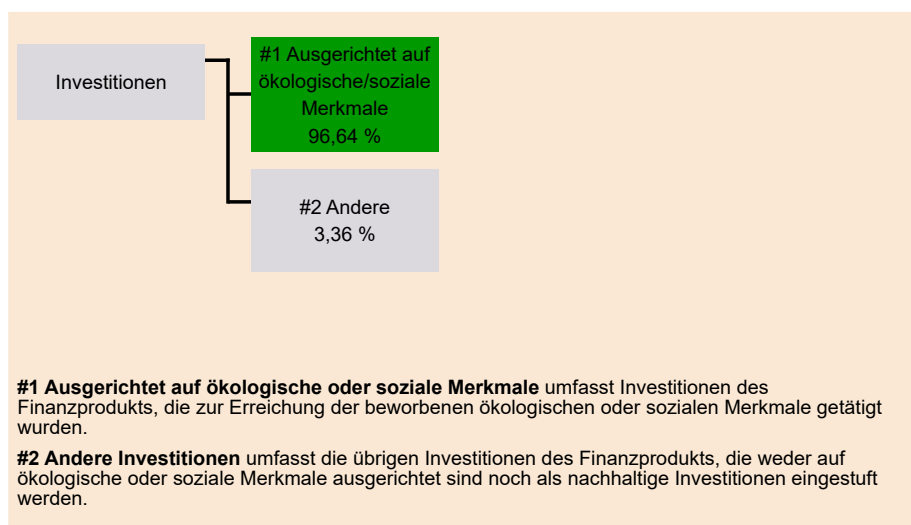 Investitionen
#1 Ausgerichtet auf
ökologische/soziale
Merkmale
96,64 %
#2 Andere
3,36 %
#1 Ausgerichtet auf ökologische oder soziale Merkmale umfasst Investitionen des
Finanzprodukts, die zur Erreichung der beworbenen ökologischen oder sozialen Merkmale getätigt
wurden.
#2 Andere Investitionen umfasst die übrigen Investitionen des Finanzprodukts, die weder auf
ökologische oder soziale Merkmale ausgerichtet sind noch als nachhaltige Investitionen eingestuft
werden.